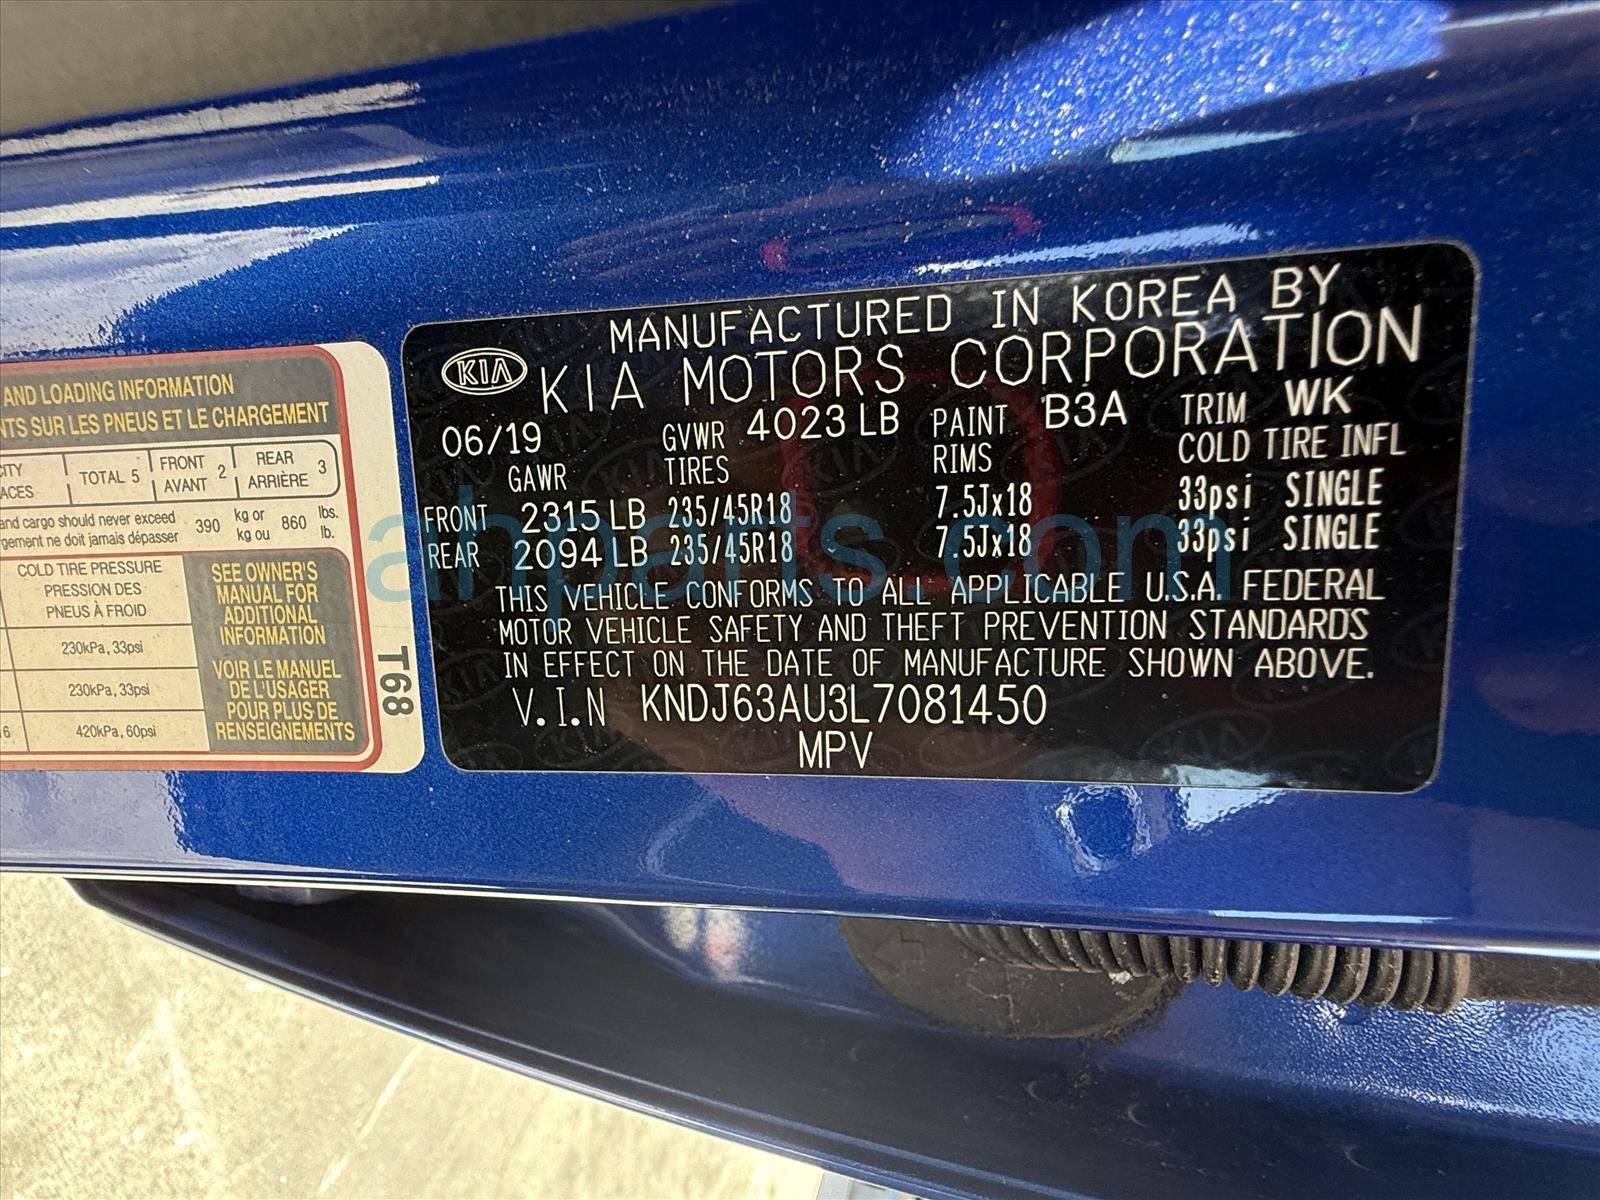 AND LOADING INFORMATION
NTS SUR LES PNEUS ET LE CHARGEMENT
TOTAL 5 FRONT AVANT 2 REAR ARRIÈRE 3
and cargo should never exceed 390 kg or 860 lbs.
gement ne doit jamais dépasser kg ou lb.
COLD TIRE PRESSURE
PRESSION DES
PNEUS À FROID
230kPa, 33psi
230kPa, 33psi
420kPa, 60psi
SEE OWNER'S
MANUAL FOR
ADDITIONAL
INFORMATION
VOIR LE MANUEL
DE L'USAGER
POUR PLUS DE
RENSEIGNEMENTS
T68
MANUFACTURED IN KOREA BY
KIA KIA MOTORS CORPORATION
06/19 GVWR 4023 LB PAINT B3A TRIM WK
GAWR TIRES RIMS COLD TIRE INFL
FRONT 2315 LB 235/45R18 7.5Jx18 33psi SINGLE
REAR 2094 LB 235/45R18 7.5Jx18 33psi SINGLE
THIS VEHICLE CONFORMS TO ALL APPLICABLE U.S.A. FEDERAL
MOTOR VEHICLE SAFETY AND THEFT PREVENTION STANDARDS
IN EFFECT ON THE DATE OF MANUFACTURE SHOWN ABOVE.
V.I.N KNDJ63AU3L7081450
MPV
ahparts.com